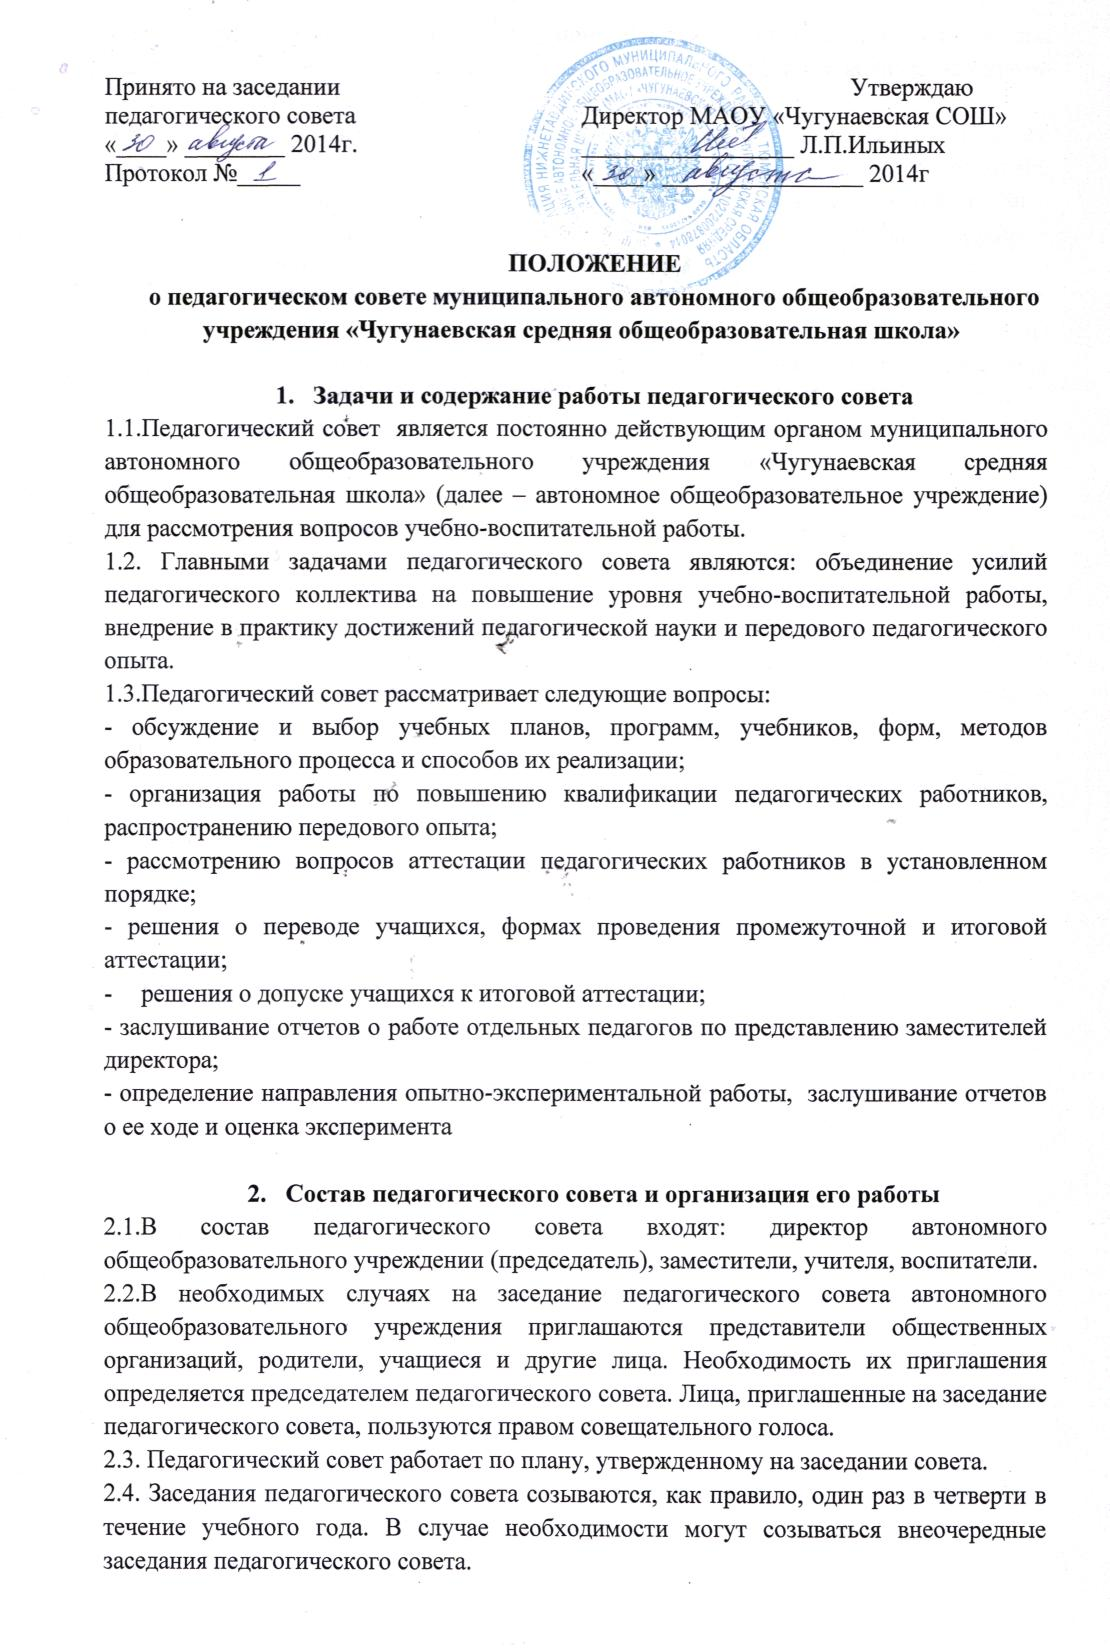 Принято на заседании
педагогического совета
«30» августа 2014г.
Протокол № 1
Утверждаю
Директор МАОУ «Чугунаевская СОШ»
Л.П.Ильиных
«30» августа 2014г
ПОЛОЖЕНИЕ
о педагогическом совете муниципального автономного общеобразовательного
учреждения «Чугунаевская средняя общеобразовательная школа»
1. Задачи и содержание работы педагогического совета
1.1.Педагогический совет является постоянно действующим органом муниципального
автономного общеобразовательного учреждения «Чугунаевская средняя
общеобразовательная школа» (далее – автономное общеобразовательное учреждение)
для рассмотрения вопросов учебно-воспитательной работы.
1.2. Главными задачами педагогического совета являются: объединение усилий
педагогического коллектива на повышение уровня учебно-воспитательной работы,
внедрение в практику достижений педагогической науки и передового педагогического
опыта.
1.3.Педагогический совет рассматривает следующие вопросы:
- обсуждение и выбор учебных планов, программ, учебников, форм, методов
образовательного процесса и способов их реализации;
- организация работы по повышению квалификации педагогических работников,
распространению передового опыта;
- рассмотрению вопросов аттестации педагогических работников в установленном
порядке;
- решения о переводе учащихся, формах проведения промежуточной и итоговой
аттестации;
- решения о допуске учащихся к итоговой аттестации;
- заслушивание отчетов о работе отдельных педагогов по представлению заместителей
директора;
- определение направления опытно-экспериментальной работы, заслушивание отчетов
о ее ходе и оценка эксперимента
2. Состав педагогического совета и организация его работы
2.1.В состав педагогического совета входят: директор автономного
общеобразовательного учреждении (председатель), заместители, учителя, воспитатели.
2.2.В необходимых случаях на заседание педагогического совета автономного
общеобразовательного учреждения приглашаются представители общественных
организаций, родители, учащиеся и другие лица. Необходимость их приглашения
определяется председателем педагогического совета. Лица, приглашенные на заседание
педагогического совета, пользуются правом совещательного голоса.
2.3. Педагогический совет работает по плану, утвержденному на заседании совета.
2.4. Заседания педагогического совета созываются, как правило, один раз в четверти в
течение учебного года. В случае необходимости могут созываться внеочередные
заседания педагогического совета.